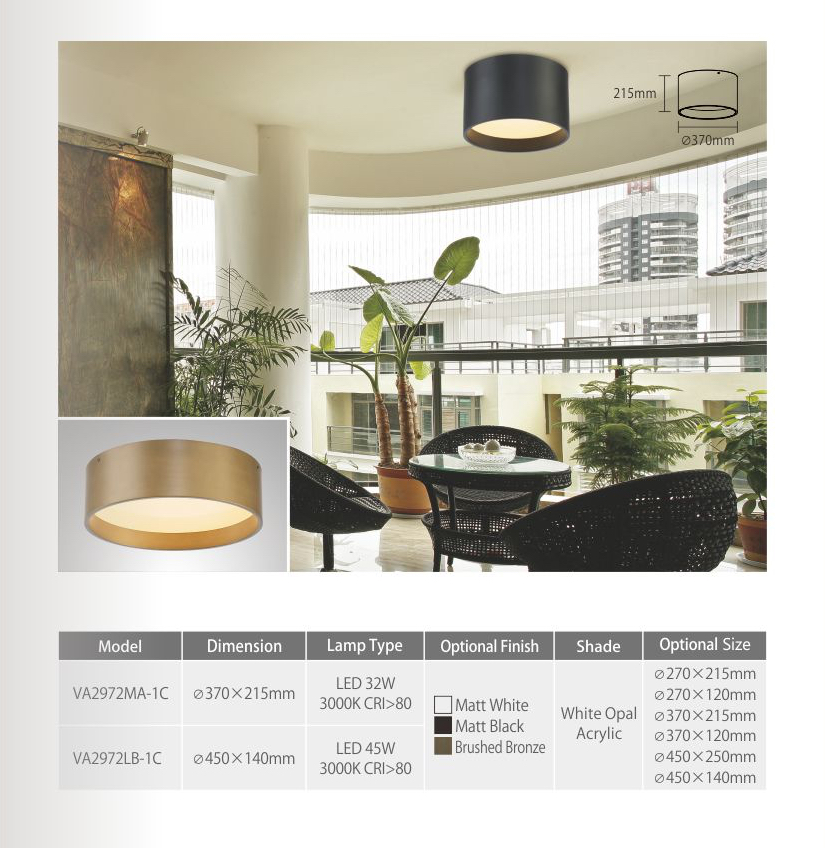 215mm
⌀370mm
Model Dimension Lamp Type Optional Finish Shade Optional Size
VA2972MA-1C ⌀370×215mm LED 32W
3000K CRI>80
VA2972LB-1C ⌀450×140mm LED 45W
3000K CRI>80
Matt White
Matt Black
Brushed Bronze
White Opal
Acrylic
⌀270×215mm
⌀270×120mm
⌀370×215mm
⌀370×120mm
⌀450×250mm
⌀450×140mm